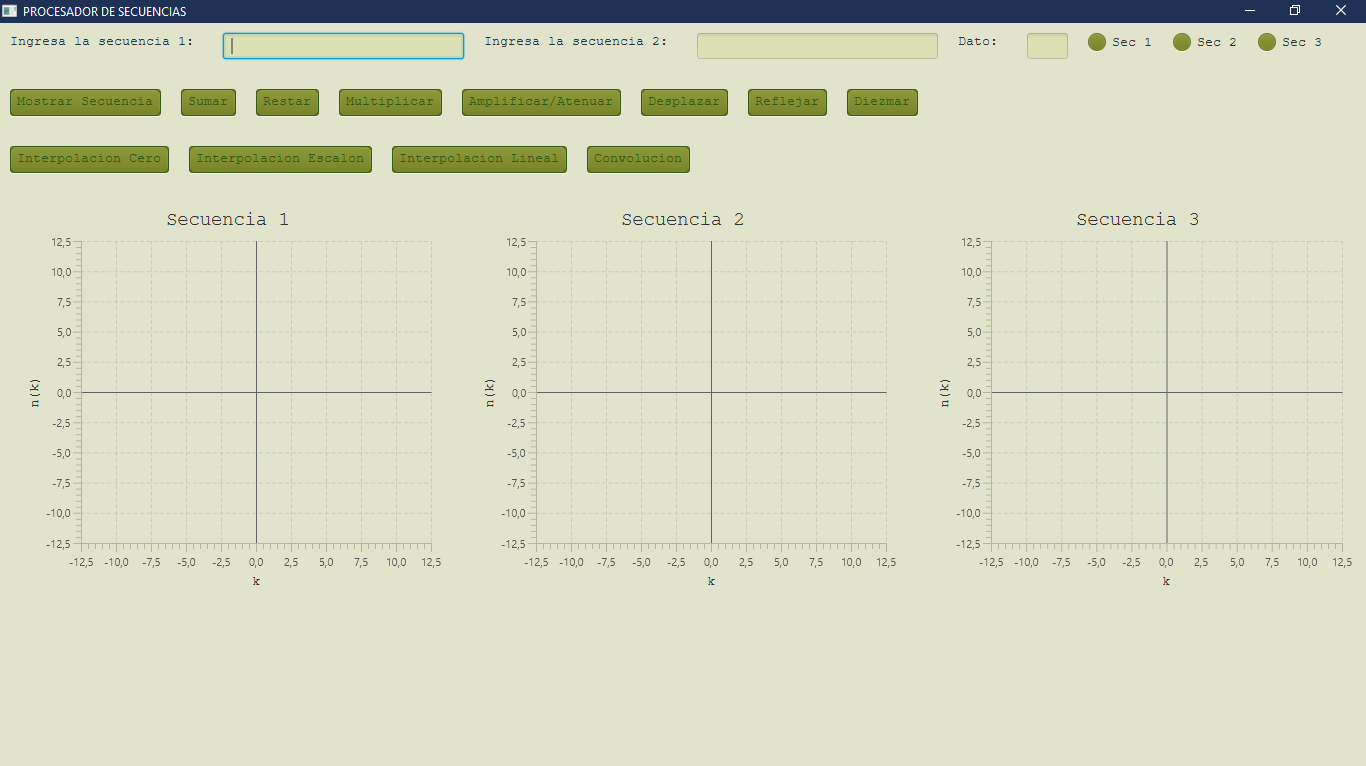 PROCESADOR DE SECUENCIAS
Ingresa la secuencia 1: Ingresa la secuencia 2: Dato: Sec 1 Sec 2 Sec 3
Mostrar Secuencia Sumar Restar Multiplicar Amplificar/Atenuar Desplazar Reflejar Diezmar
Interpolacion Cero Interpolacion Escalon Interpolacion Lineal Convolucion
Secuencia 1 Secuencia 2 Secuencia 3
12,5 12,5 12,5
10,0 10,0 10,0
7,5 7,5 7,5
5,0 5,0 5,0
2,5 2,5 2,5
n(k) n(k) n(k)
0,0 0,0 0,0
-2,5 -2,5 -2,5
-5,0 -5,0 -5,0
-7,5 -7,5 -7,5
-10,0 -10,0 -10,0
-12,5 -12,5 -12,5
-12,5 -10,0 -7,5 -5,0 -2,5 0,0 2,5 5,0 7,5 10,0 12,5 -12,5 -10,0 -7,5 -5,0 -2,5 0,0 2,5 5,0 7,5 10,0 12,5 -12,5 -10,0 -7,5 -5,0 -2,5 0,0 2,5 5,0 7,5 10,0 12,5
k k k